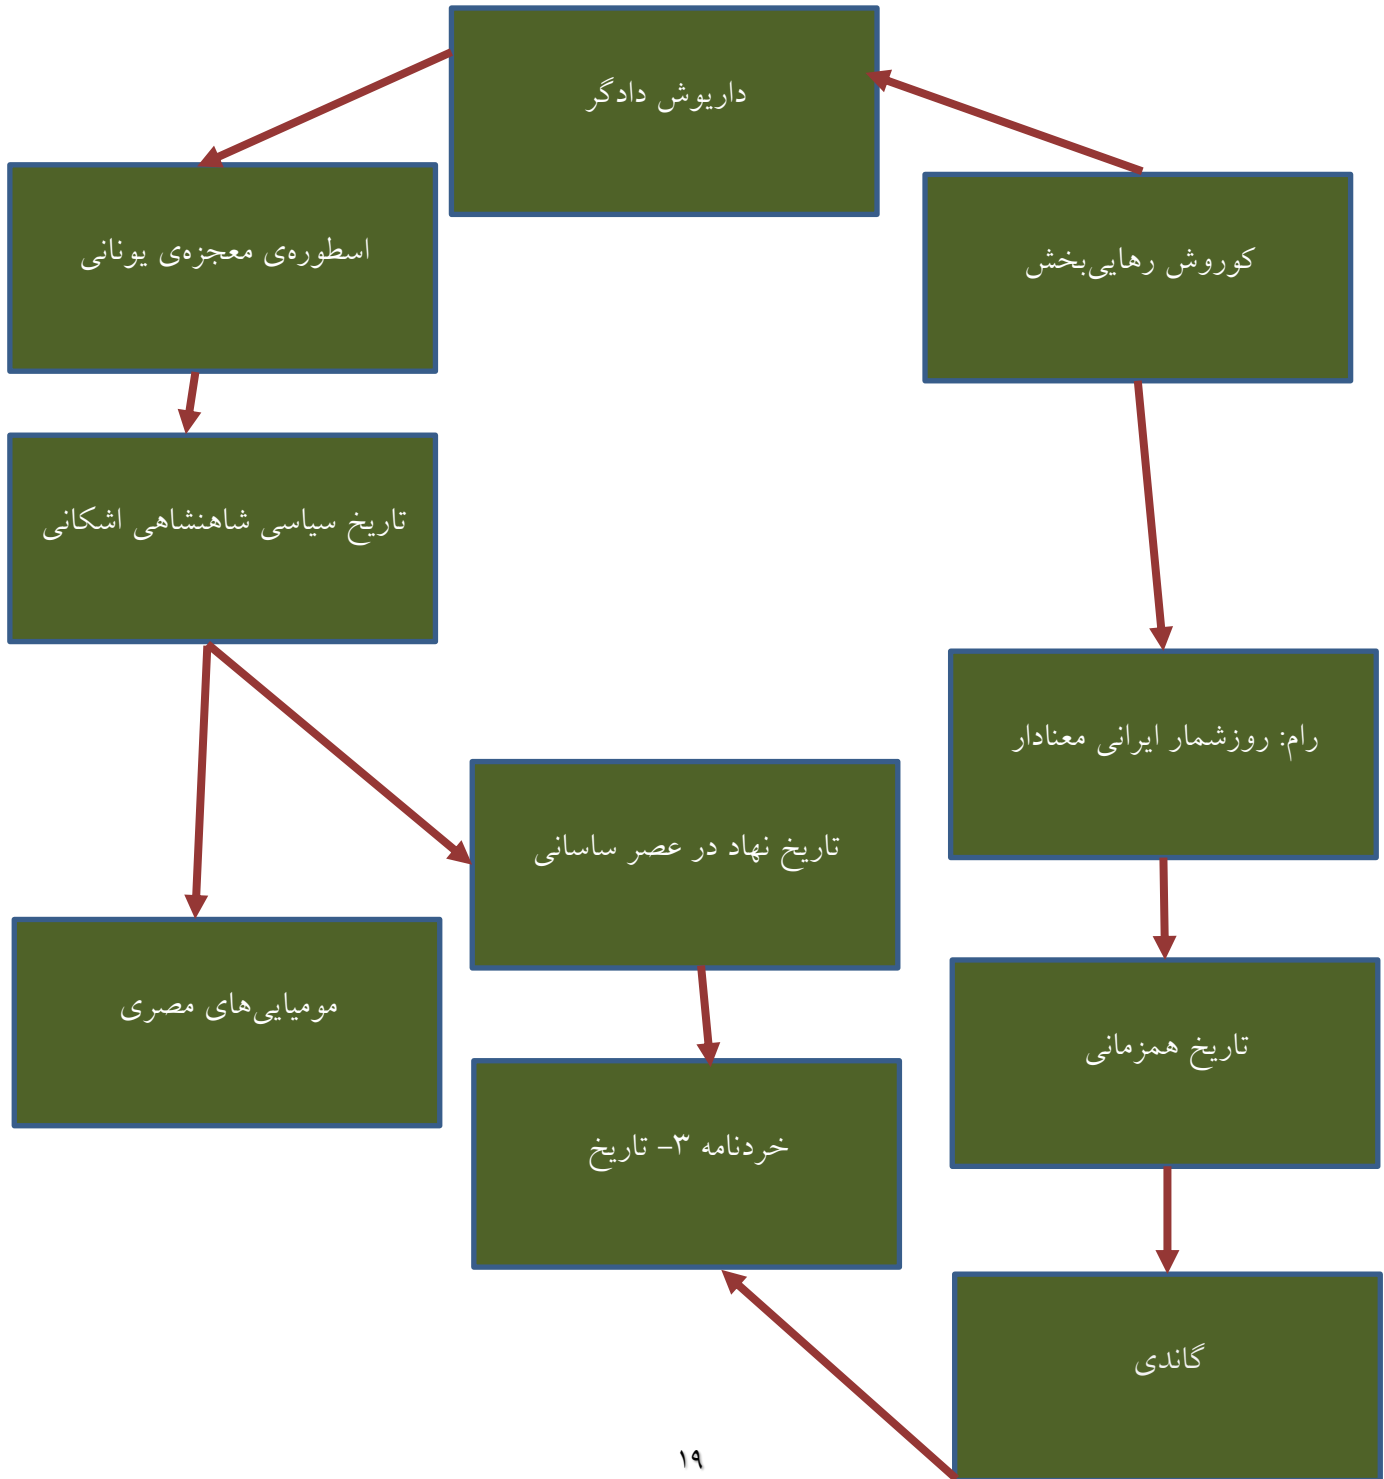 داریوش دادگر
کوروش رهایی‌بخش
اسطوره‌ی معجزه‌ی یونانی
تاریخ سیاسی شاهنشاهی اشکانی
رام: روزشمار ایرانی معنادار
تاریخ نهاد در عصر ساسانی
مومیایی‌های مصری
تاریخ همزمانی
خردنامه ۳- تاریخ
گاندی
۱۹